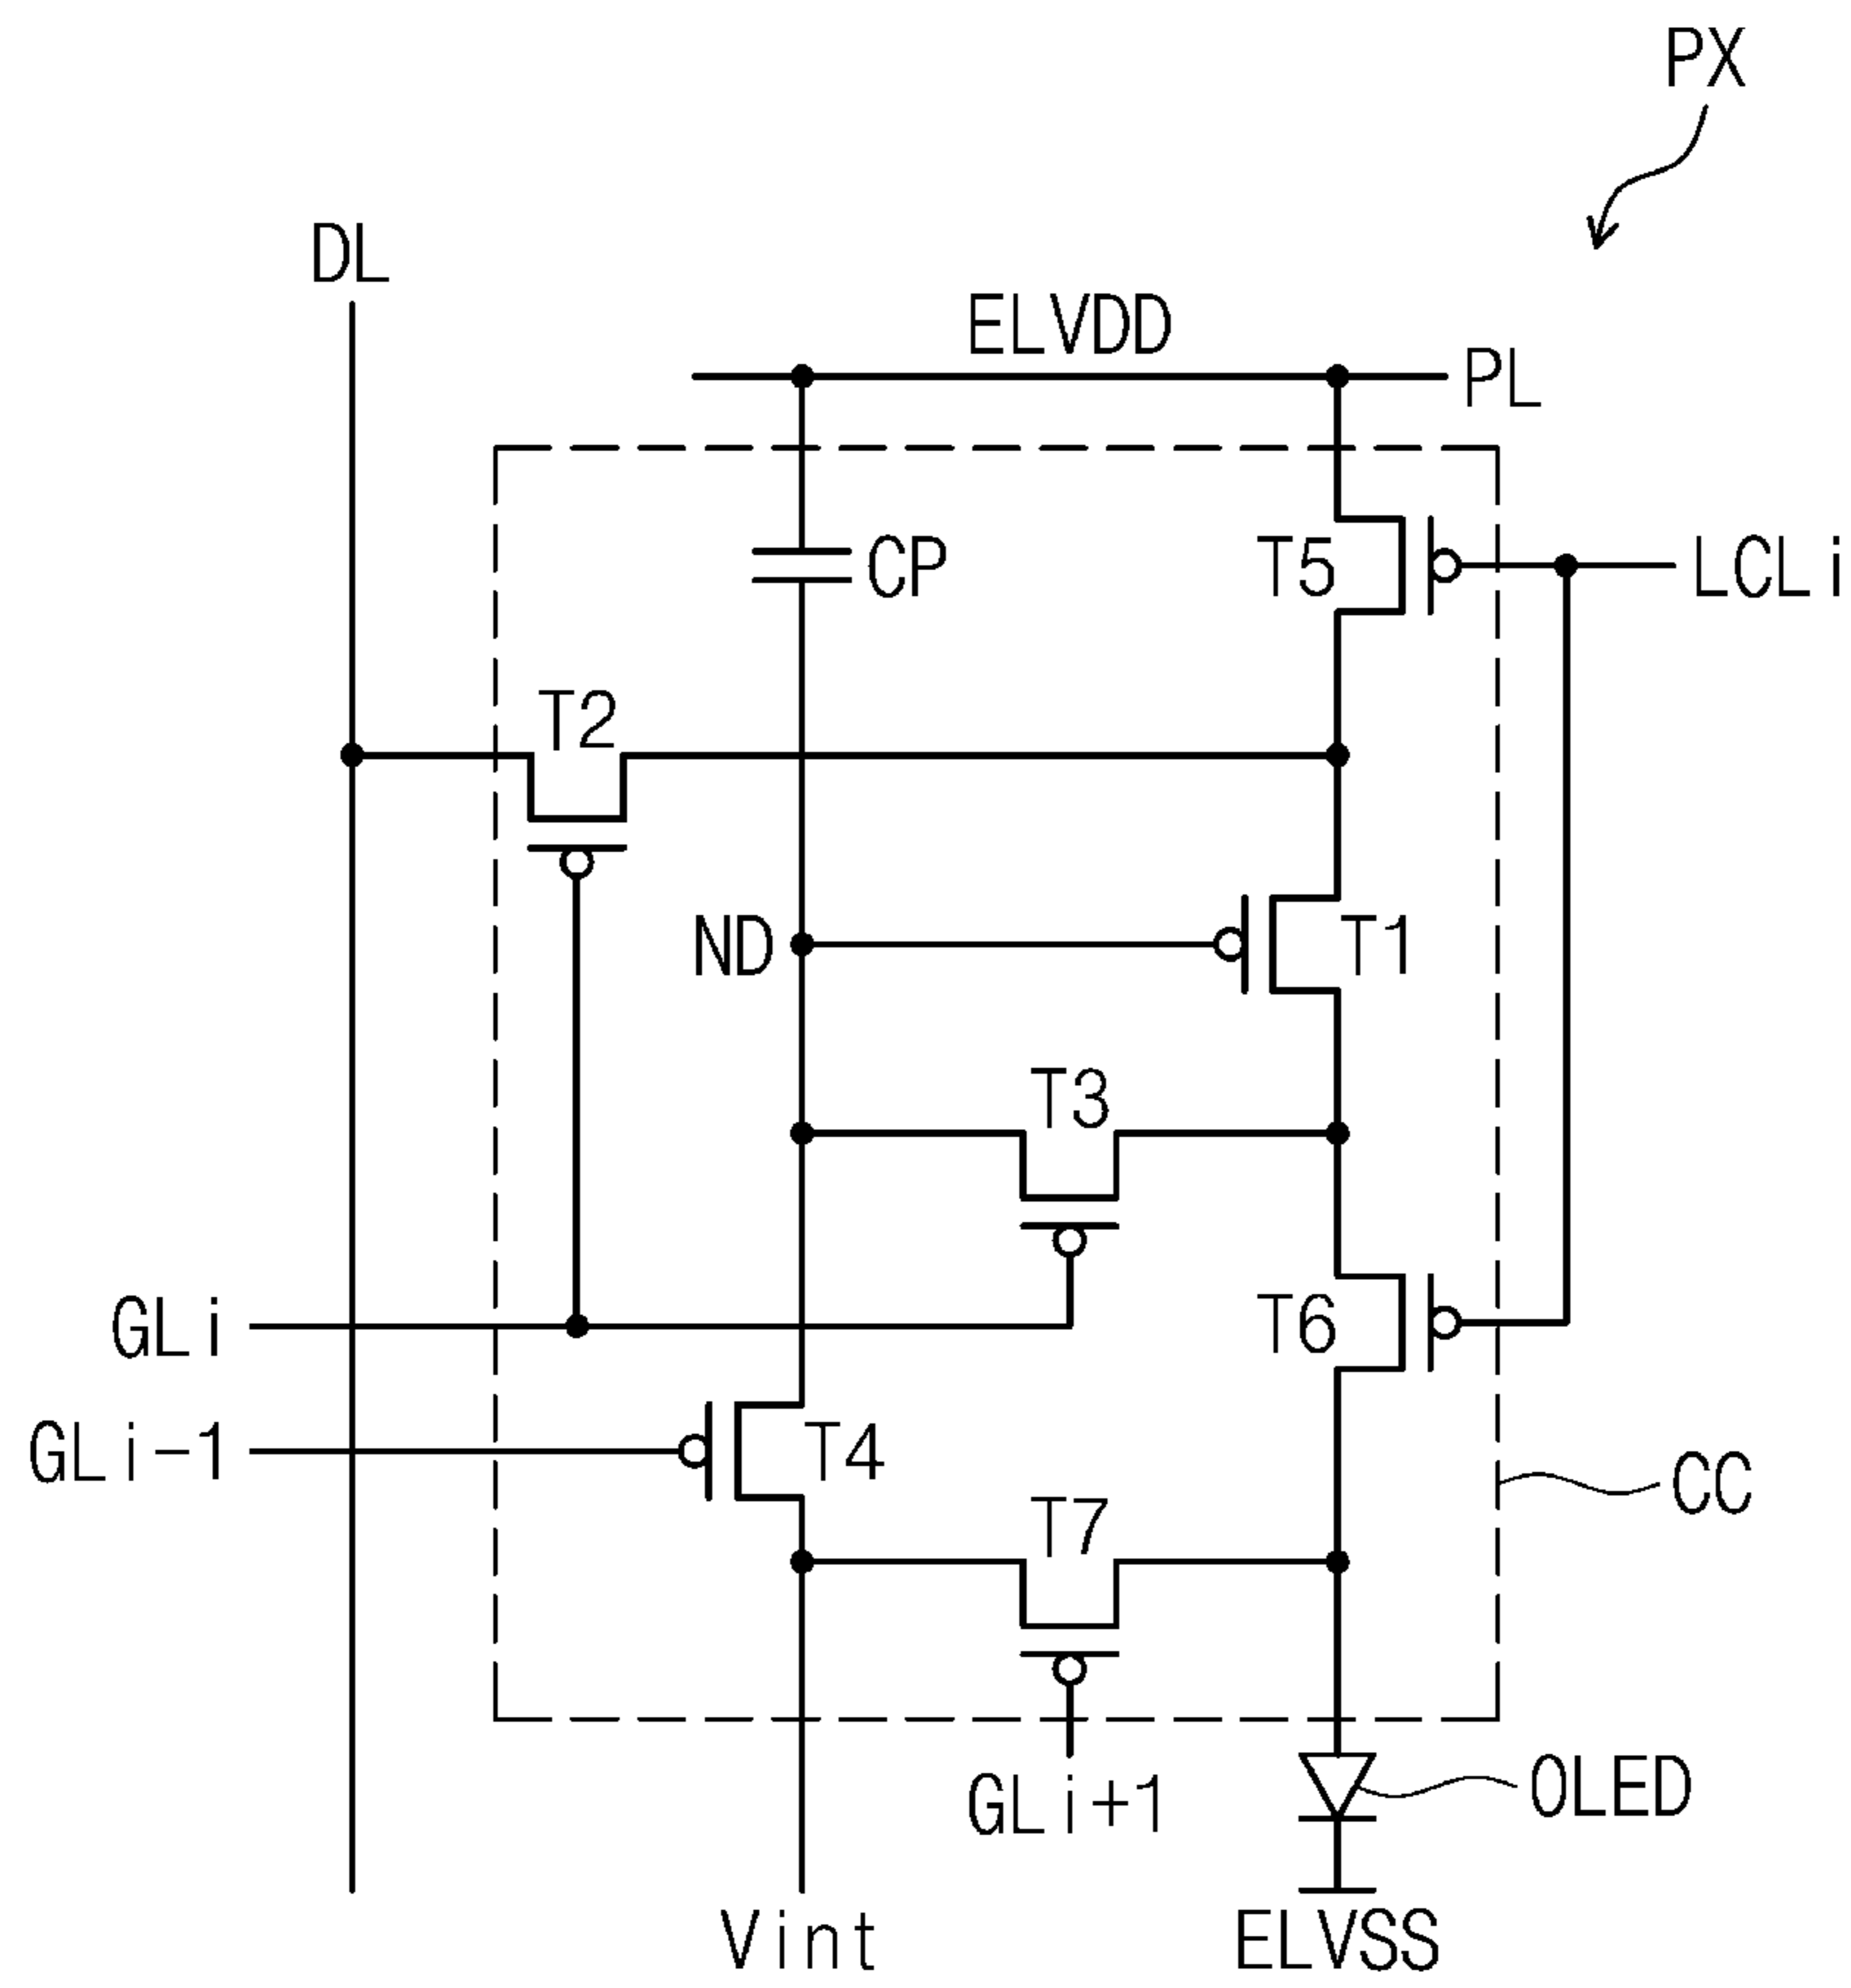 PX
DL
ELVDD
PL
CP
T5
LCLi
T2
ND
T1
T3
GLi
T6
GLi-1
T4
CC
T7
GLi+1
OLED
Vint
ELVSS